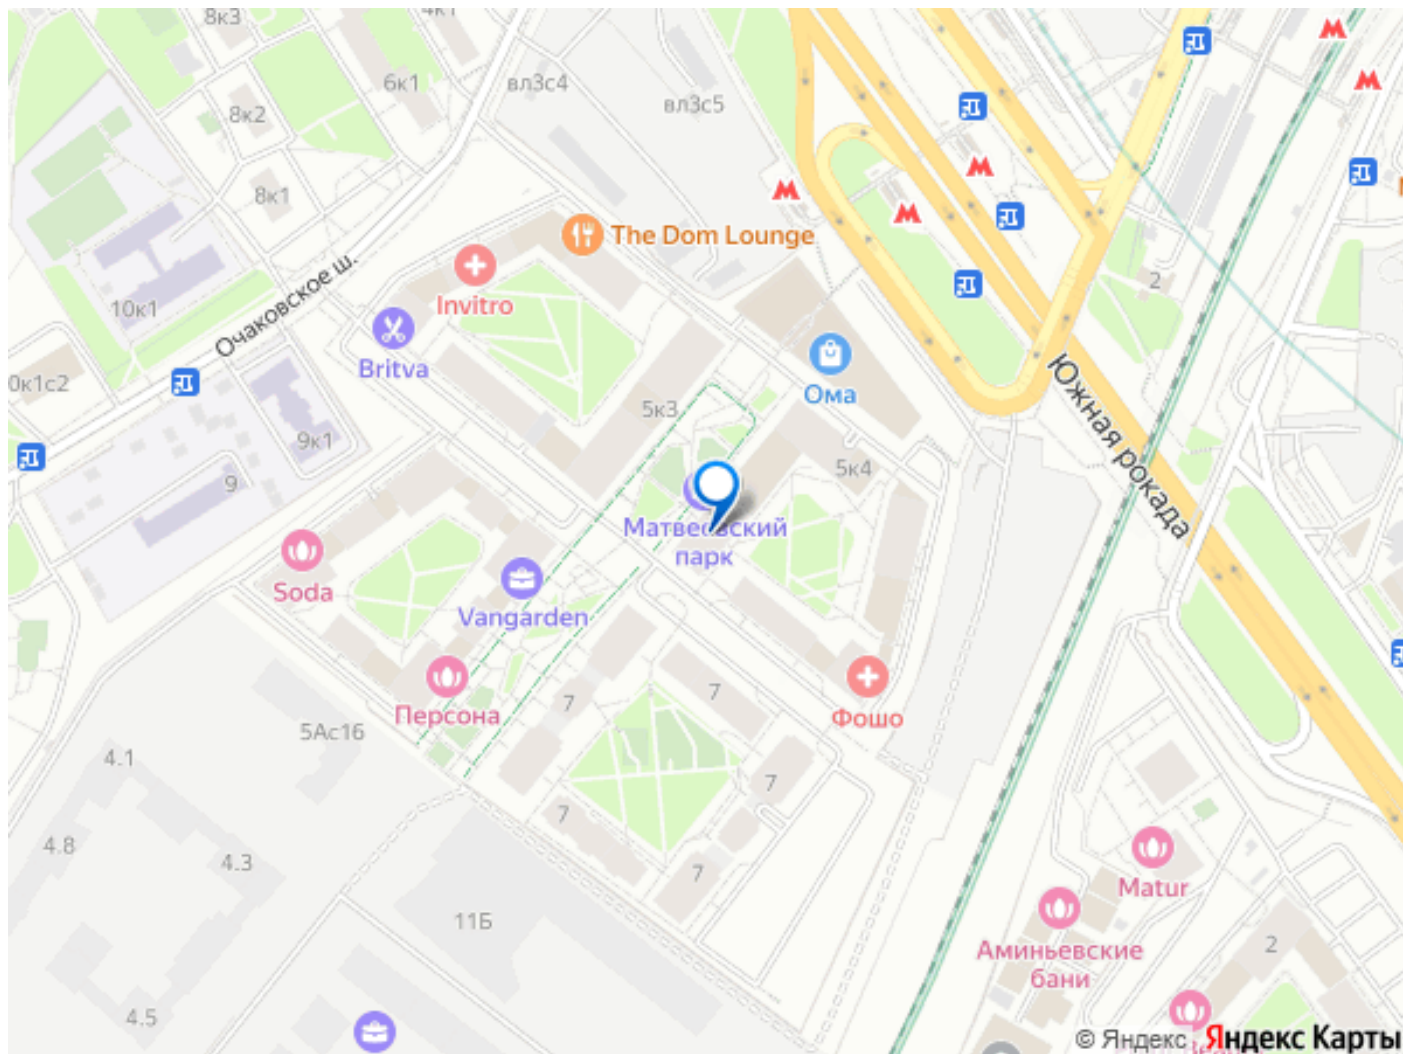 8к3
4к1
6к1
вл3с4
вл3с5
8к2
8к1
The Dom Lounge
Invitro
2
10к1
Очаковское ш.
Britva
Ома
0к1с2
5к3
Южная рокада
9к1
5к4
9
Матвеевский
парк
Soda
Vangarden
7
7
Персона
Фошо
5Ас16
4.1
7
7
4.8
4.3
7
Matur
11Б
Аминьевские
бани
2
4.5
© Яндекс Яндекс Карты